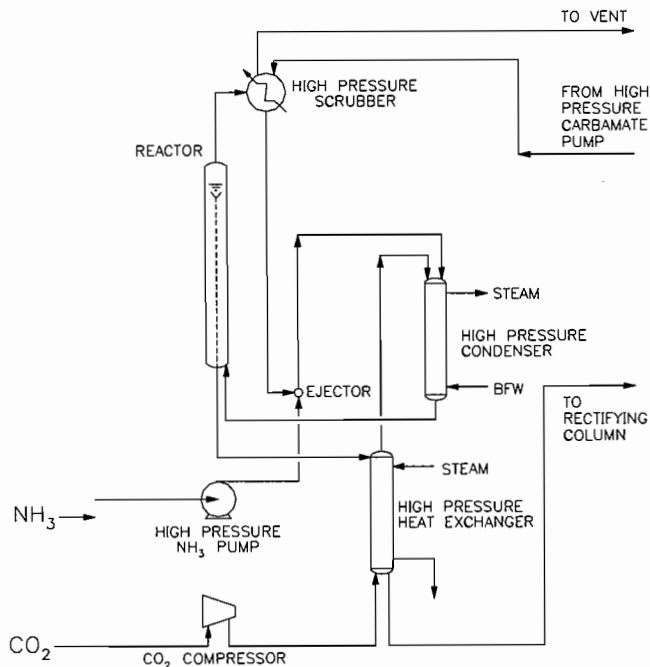 TO VENT
HIGH PRESSURE
SCRUBBER
FROM HIGH
PRESSURE
CARBAMATE
PUMP
REACTOR
STEAM
HIGH PRESSURE
CONDENSER
EJECTOR
BFW
TO
RECTIFYING
COLUMN
STEAM
HIGH PRESSURE
HEAT EXCHANGER
NH₃
HIGH PRESSURE
NH₃ PUMP
CO₂
CO₂ COMPRESSOR